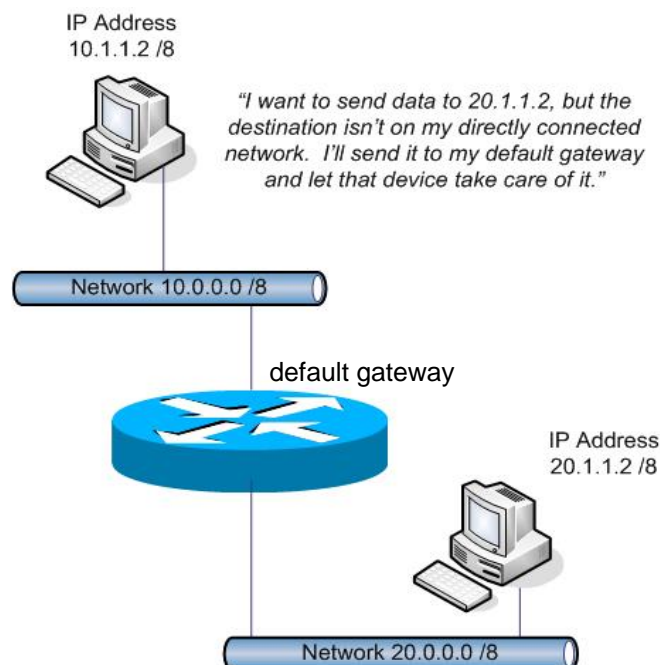 IP Address
10.1.1.2 /8
"I want to send data to 20.1.1.2, but the
destination isn't on my directly connected
network.  I'll send it to my default gateway
and let that device take care of it."
Network 10.0.0.0 /8
default gateway
IP Address
20.1.1.2 /8
Network 20.0.0.0 /8